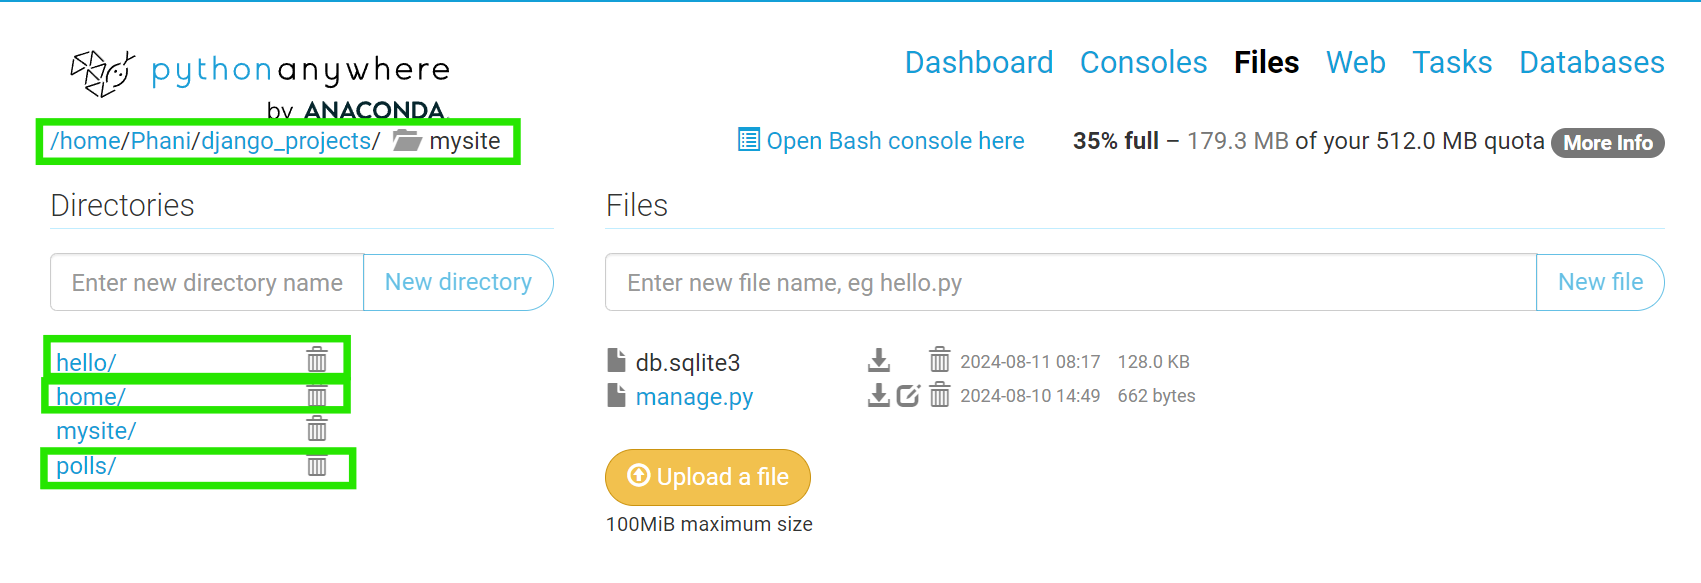 pythonanywhere
by ANACONDA.
Dashboard Consoles Files Web Tasks Databases
/home/Phani/django_projects/ mysite
Open Bash console here 35% full – 179.3 MB of your 512.0 MB quota More Info
Directories
Enter new directory name New directory
hello/
home/
mysite/
polls/
Files
Enter new file name, eg hello.py New file
db.sqlite3 2024-08-11 08:17 128.0 KB
manage.py 2024-08-10 14:49 662 bytes
Upload a file
100MiB maximum size